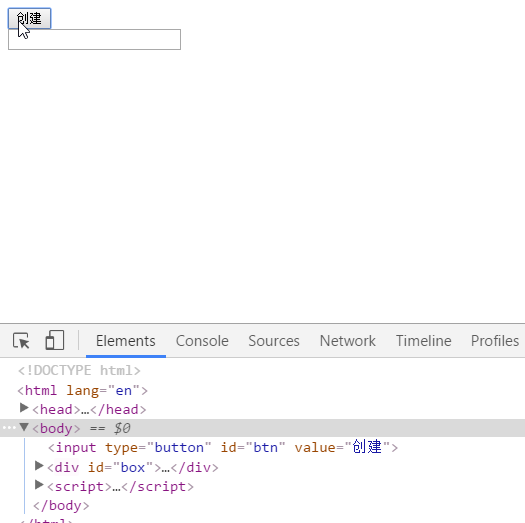 创建
Elements Console Sources Network Timeline Profiles
<!DOCTYPE html>
<html lang="en">
<head>…</head>
<body> == $0
<input type="button" id="btn" value="创建">
<div id="box">…</div>
<script>…</script>
</body>
</html>